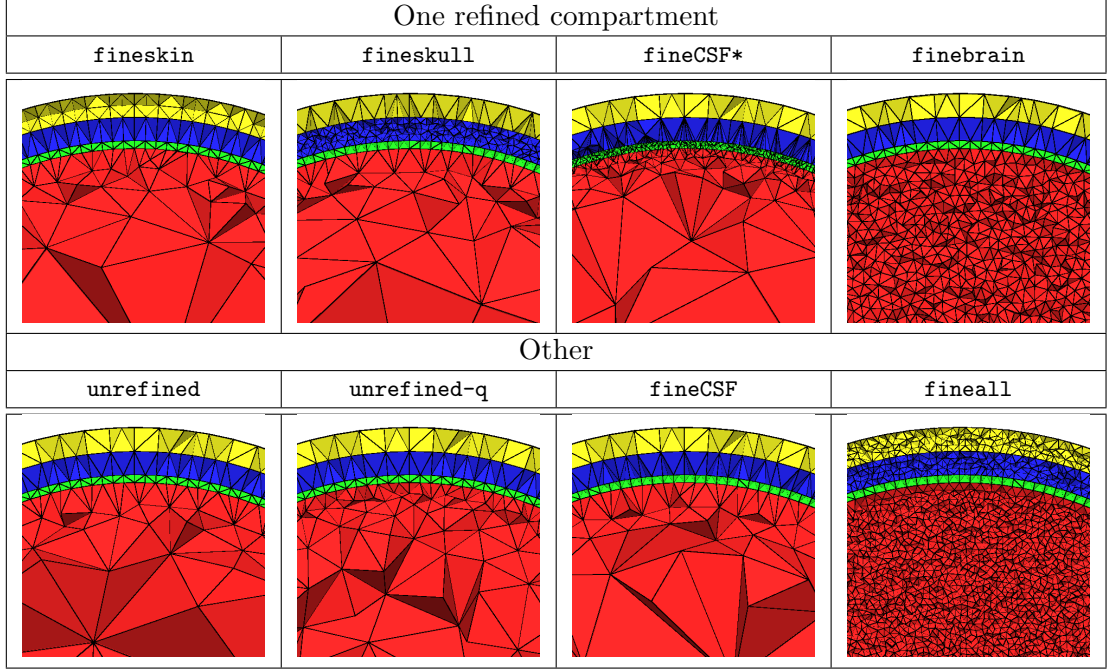 One refined compartment
fineskin fineskull fineCSF* finebrain
Other
unrefined unrefined-q fineCSF fineall